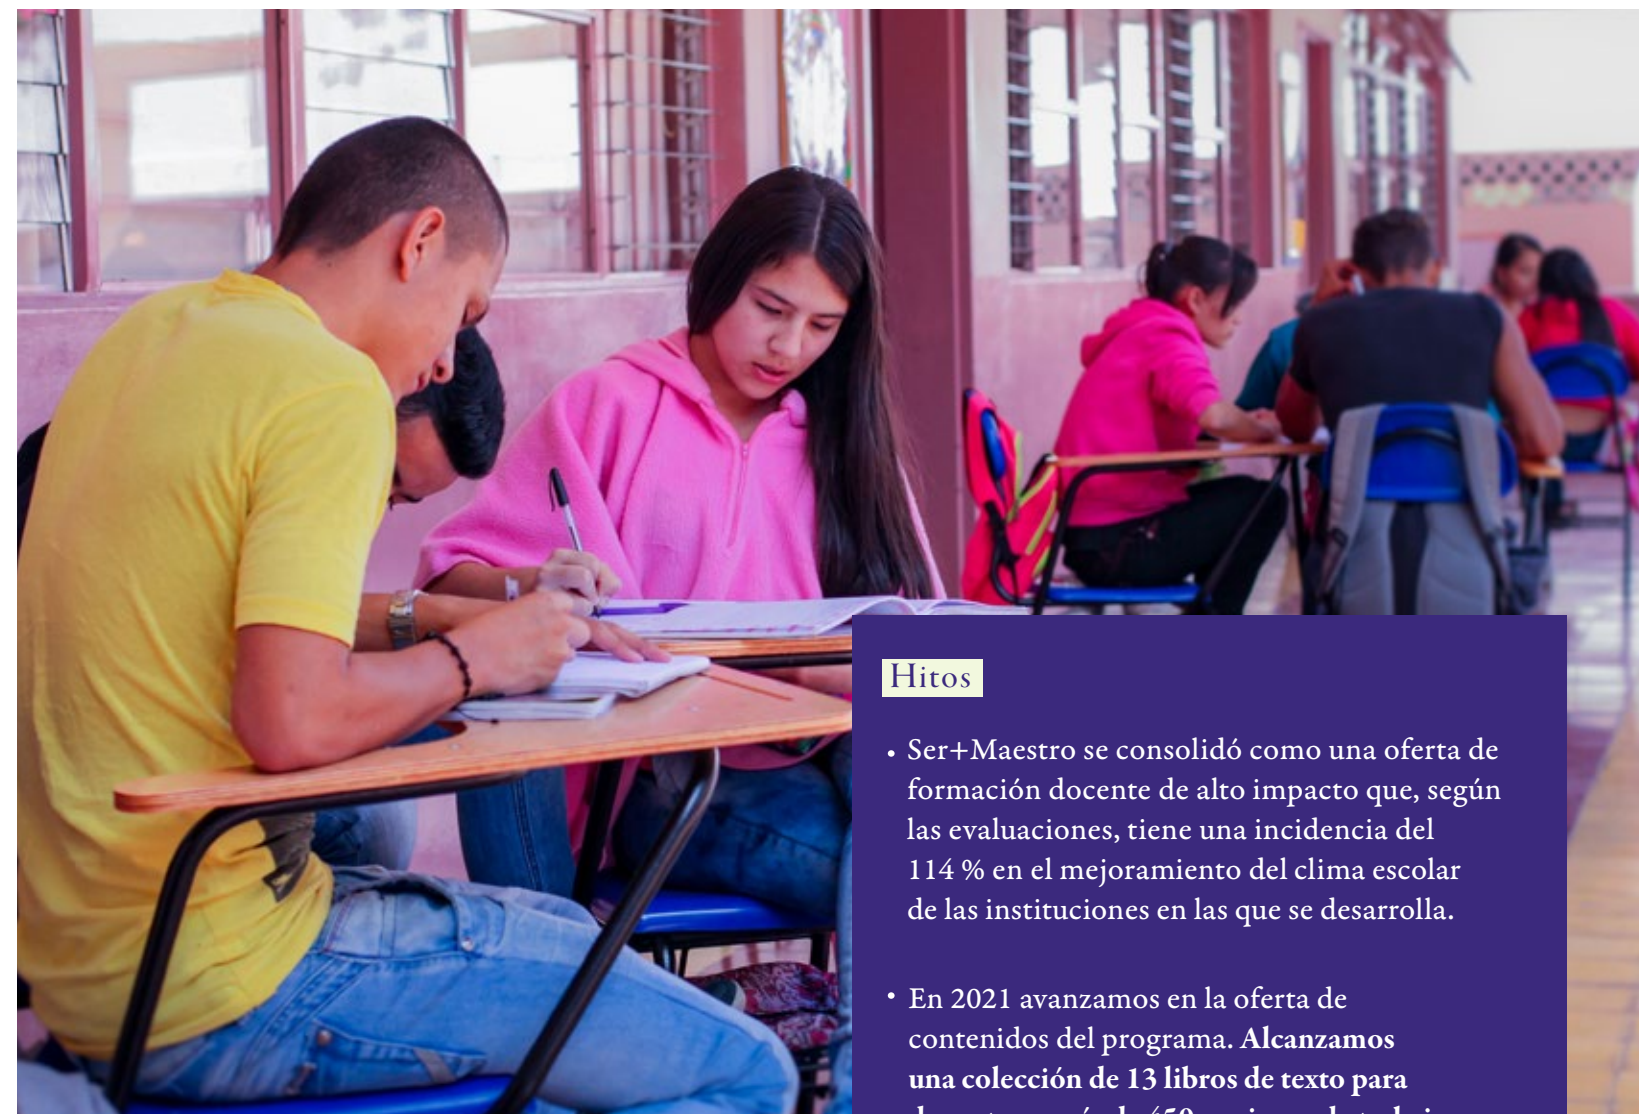 Hitos
• Ser+Maestro se consolidó como una oferta de
formación docente de alto impacto que, según
las evaluaciones, tiene una incidencia del
114 % en el mejoramiento del clima escolar
de las instituciones en las que se desarrolla.
• En 2021 avanzamos en la oferta de
contenidos del programa. Alcanzamos
una colección de 13 libros de texto para